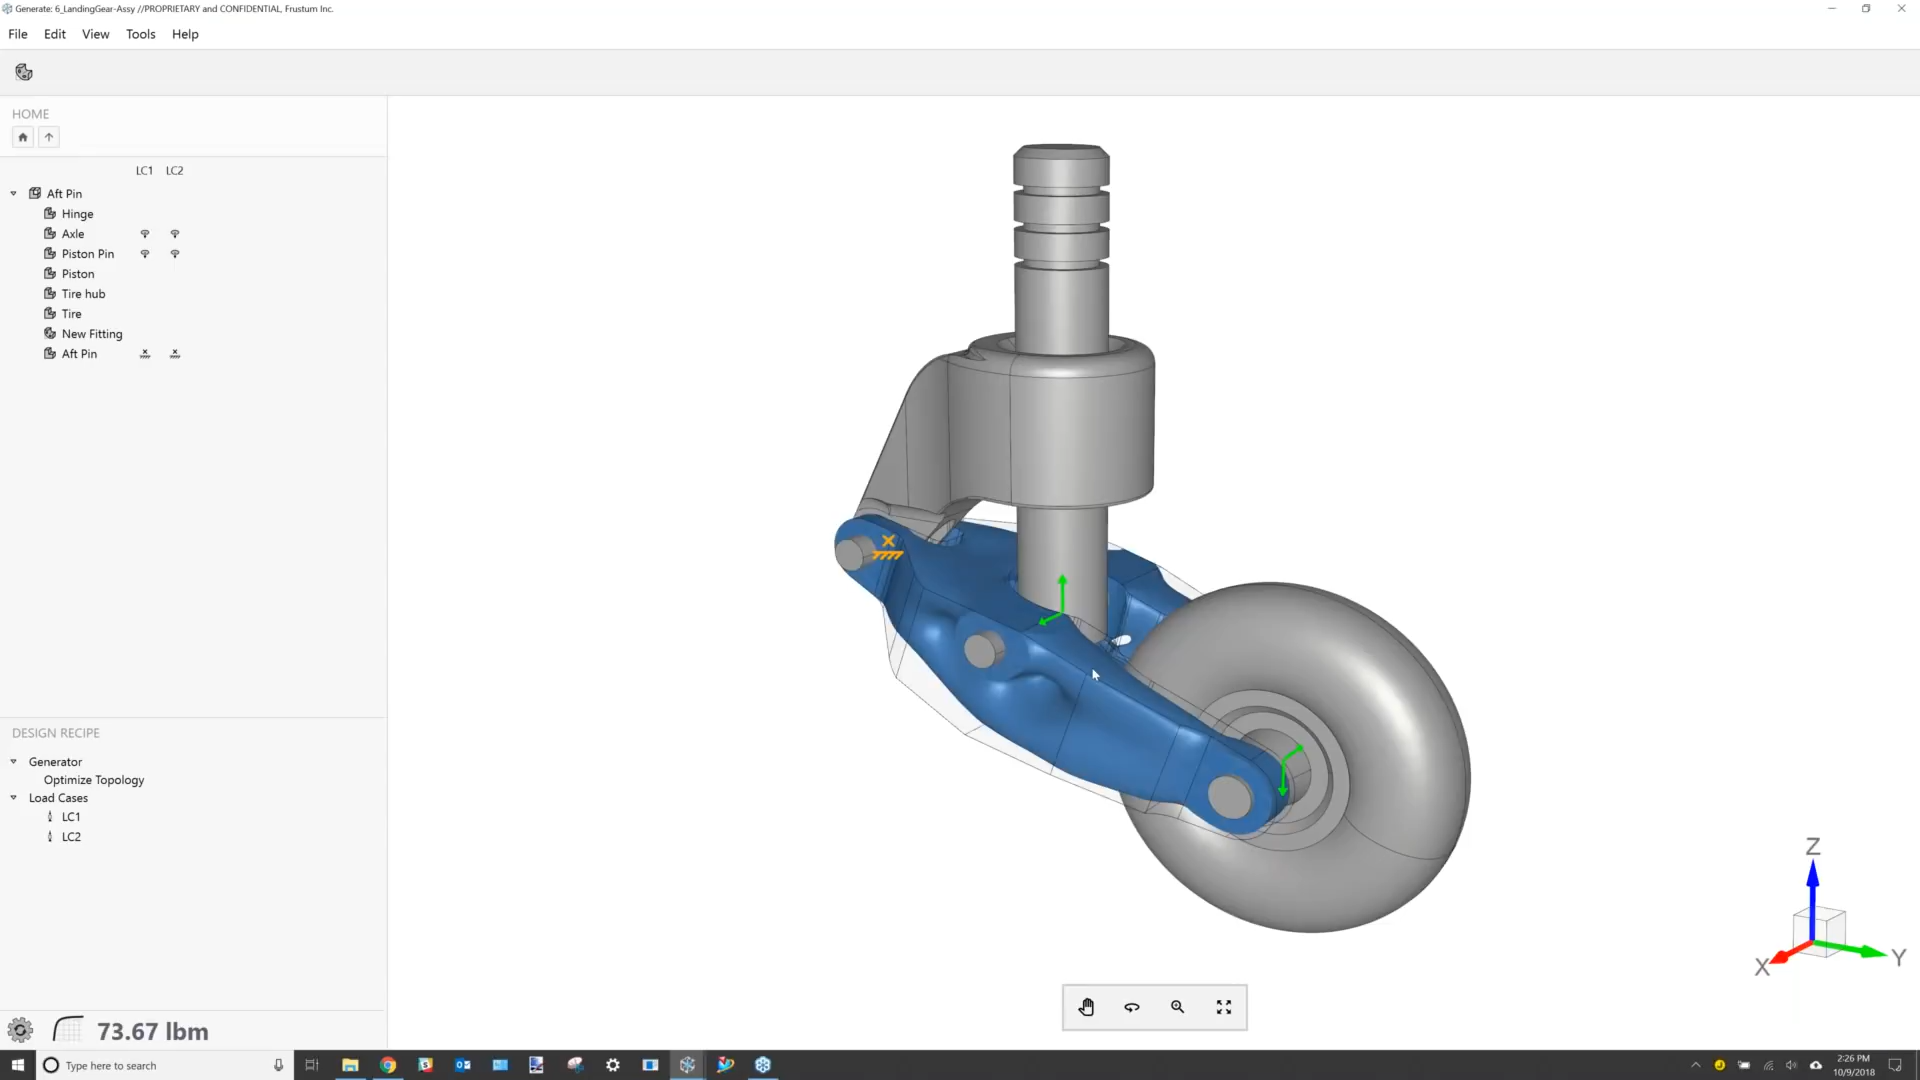 Generate: 6_LandingGear-Assy //PROPRIETARY and CONFIDENTIAL, Frustum Inc.
File Edit View Tools Help
HOME
LC1 LC2
Aft Pin
Hinge
Axle
Piston Pin
Piston
Tire hub
Tire
New Fitting
Aft Pin
DESIGN RECIPE
Generator
Optimize Topology
Load Cases
LC1
LC2
73.67 lbm
Z
X
Y
Type here to search
2:26 PM
10/9/2018